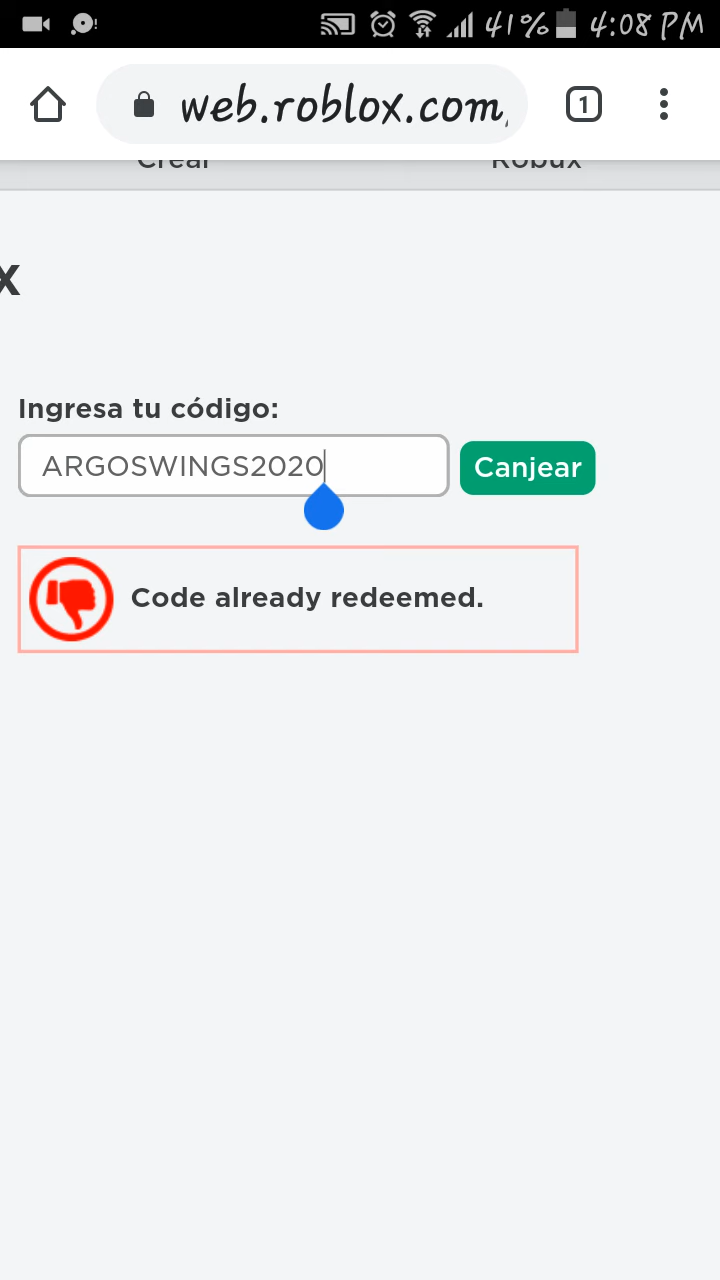 41% 4:08 PM
web.roblox.com
1
Crear
Robux
x
Ingresa tu código:
ARGOSWINGS2020
Canjear
Code already redeemed.